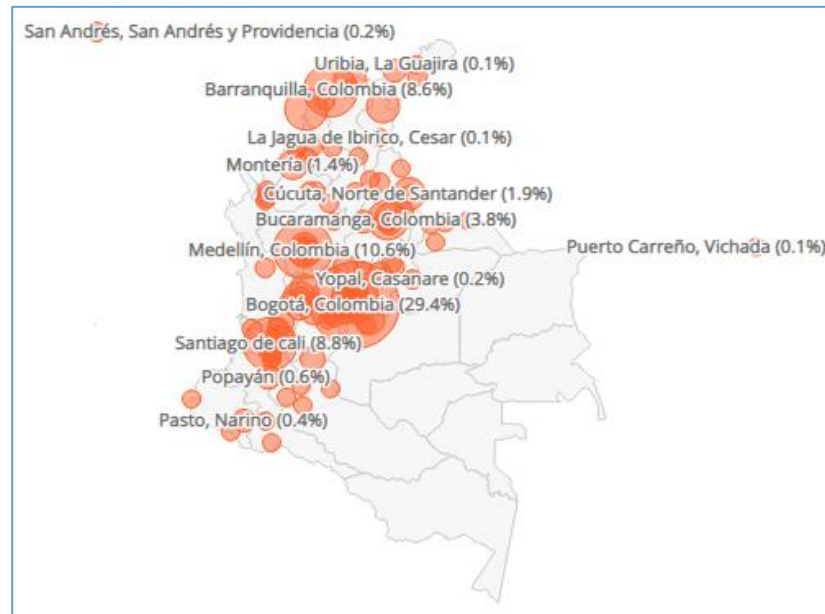 San Andrés, San Andrés y Providencia (0.2%)
Uribia, La Guajira (0.1%)
Barranquilla, Colombia (8.6%)
La Jagua de Ibirico, Cesar (0.1%)
Montería (1.4%)
Cúcuta, Norte de Santander (1.9%)
Bucaramanga, Colombia (3.8%)
Medellín, Colombia (10.6%)
Puerto Carreño, Vichada (0.1%)
Yopal, Casanare (0.2%)
Bogotá, Colombia (29.4%)
Santiago de cali (8.8%)
Popayán (0.6%)
Pasto, Narino (0.4%)